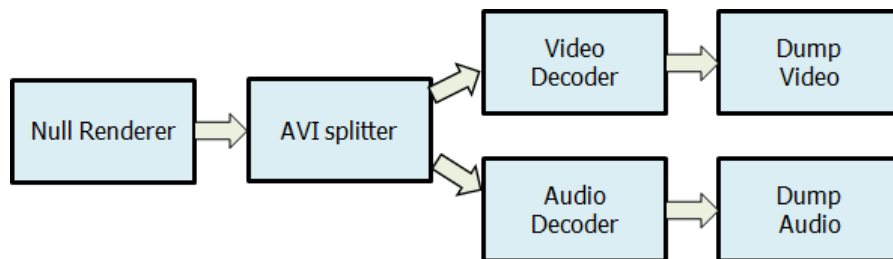 Null Renderer
AVI splitter
Video
Decoder
Dump
Video
Audio
Decoder
Dump
Audio